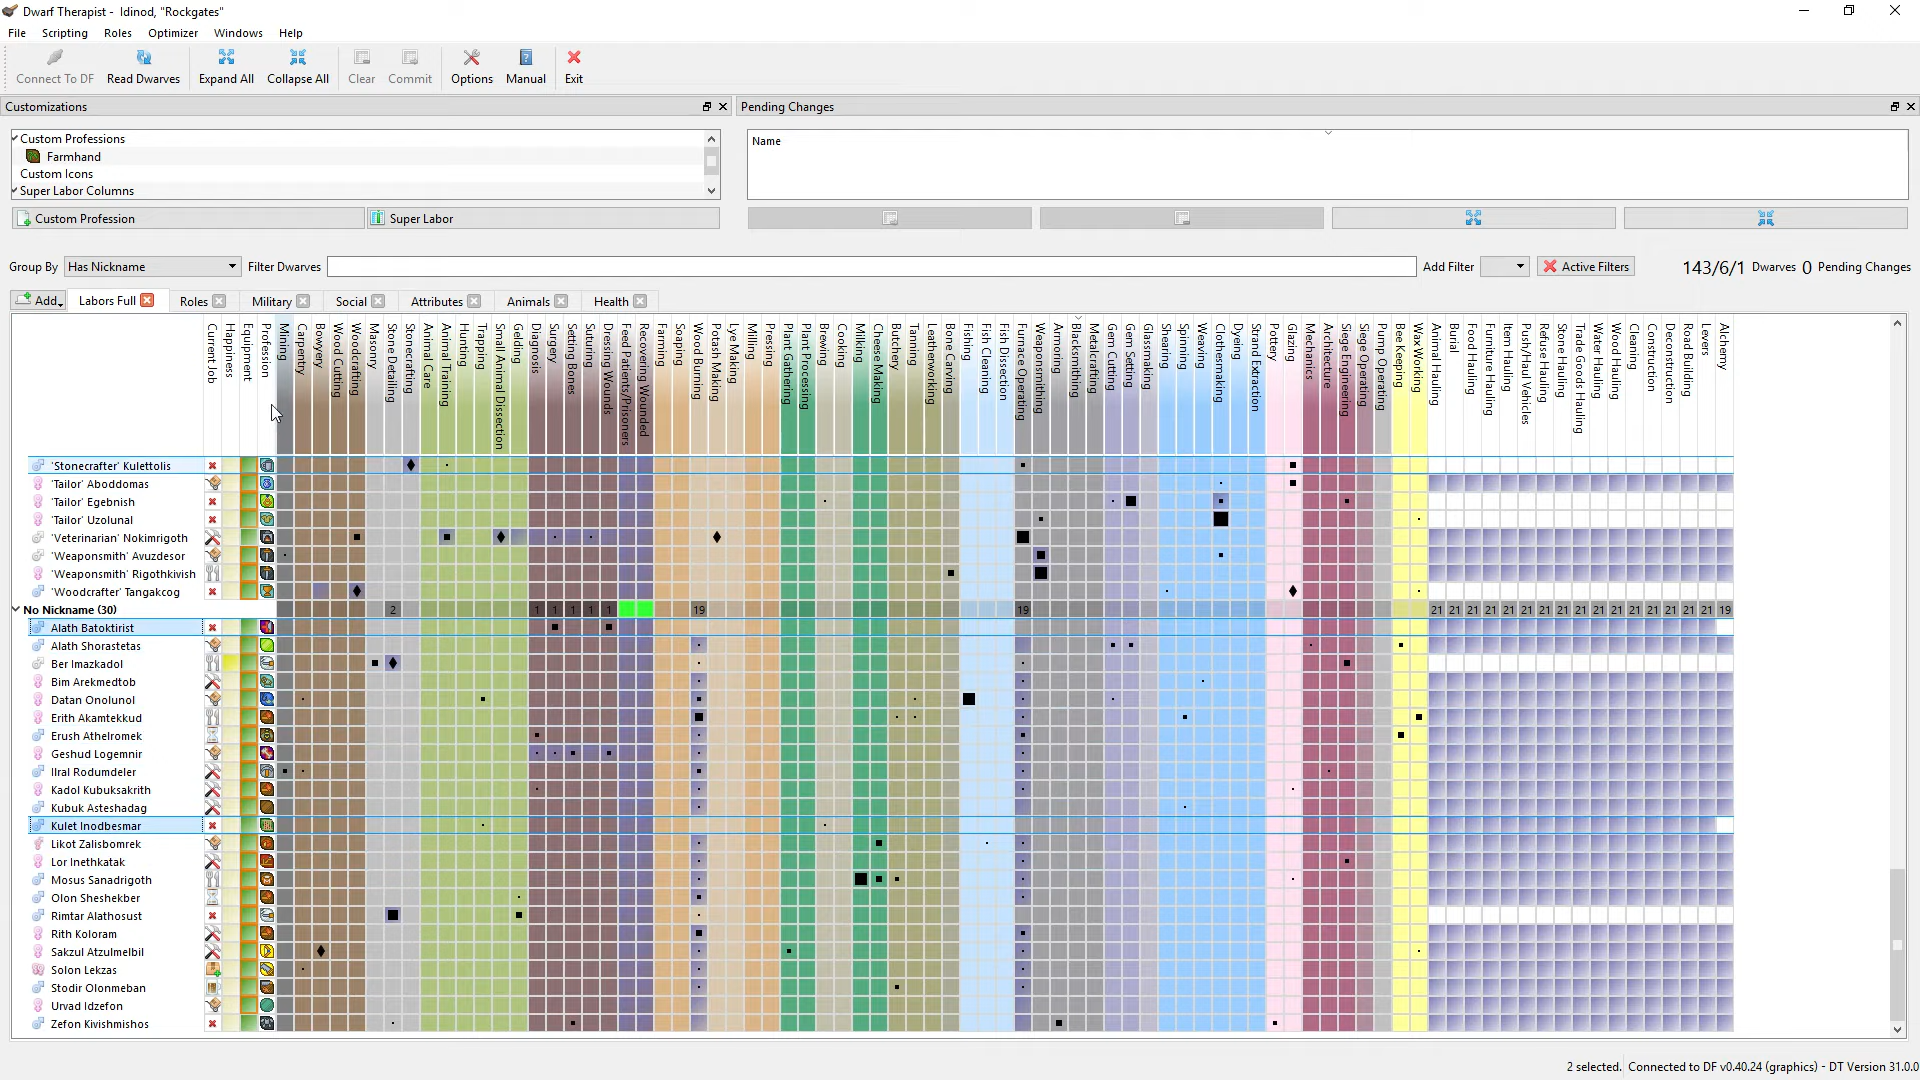 Dwarf Therapist - Idinod, "Rockgates"
File Scripting Roles Optimizer Windows Help
Connect To DF Read Dwarves Expand All Collapse All Clear Commit Options Manual Exit
Customizations
Pending Changes
Custom Professions
Farmhand
Custom Icons
Super Labor Columns
Name
Custom Profession Super Labor
Group By Has Nickname Filter Dwarves Add Filter Active Filters 143/6/1 Dwarves 0 Pending Changes
Add Labors Full Roles Military Social Attributes Animals Health
Current Job
Happiness
Equipment
Profession
Mining
Carpentry
Bowyery
Wood Cutting
Woodcrafting
Masonry
Stone Detailing
Stonecrafting
Animal Care
Animal Training
Hunting
Trapping
Small Animal Dissection
Gelding
Diagnosis
Surgery
Setting Bones
Suturing
Dressing Wounds
Feed Patients/Prisoners
Recovering Wounded
Farming
Soaping
Wood Burning
Potash Making
Lye Making
Milling
Pressing
Plant Gathering
Plant Processing
Brewing
Cooking
Milking
Cheese Making
Butchery
Tanning
Leatherworking
Bone Carving
Fishing
Fish Cleaning
Fish Dissection
Furnace Operating
Weaponsmithing
Armoring
Blacksmithing
Metalcrafting
Gem Cutting
Gem Setting
Glassmaking
Shearing
Spinning
Weaving
Clothesmaking
Dyeing
Strand Extraction
Pottery
Glazing
Mechanics
Architecture
Siege Engineering
Siege Operating
Pump Operating
Bee Keeping
Wax Working
Animal Hauling
Burial
Food Hauling
Furniture Hauling
Item Hauling
Push/Haul Vehicles
Refuse Hauling
Stone Hauling
Trade Goods Hauling
Water Hauling
Wood Hauling
Cleaning
Construction
Deconstruction
Road Building
Levers
Alchemy
'Stonecrafter' Kulettolis
'Tailor' Aboddomas
'Tailor' Egebnish
'Tailor' Uzolunal
'Veterinarian' Nokimrigoth
'Weaponsmith' Avuzdesor
'Weaponsmith' Rigothkivish
'Woodcrafter' Tangakcog
No Nickname (30) 2 1 1 1 1 1 19 19 21 21 21 21 21 21 21 21 21 21 21 21 21 21 21 21 19
Alath Batoktirist
Alath Shorastetas
Ber Imazkadol
Bim Arekmedtob
Datan Onolunol
Erith Akamtekkud
Erush Athelromek
Geshud Logemnir
Ilral Rodumdeler
Kadol Kubuksakrith
Kubuk Asteshadag
Kulet Inodbesmar
Likot Zalisbomrek
Lor Inethkatak
Mosus Sanadrigoth
Olon Sheshekber
Rimtar Alathosust
Rith Koloram
Sakzul Atzulmelbil
Solon Lekzas
Stodir Olonmeban
Urvad Idzefon
Zefon Kivishmishos
2 selected. Connected to DF v0.40.24 (graphics) - DT Version 31.0.0